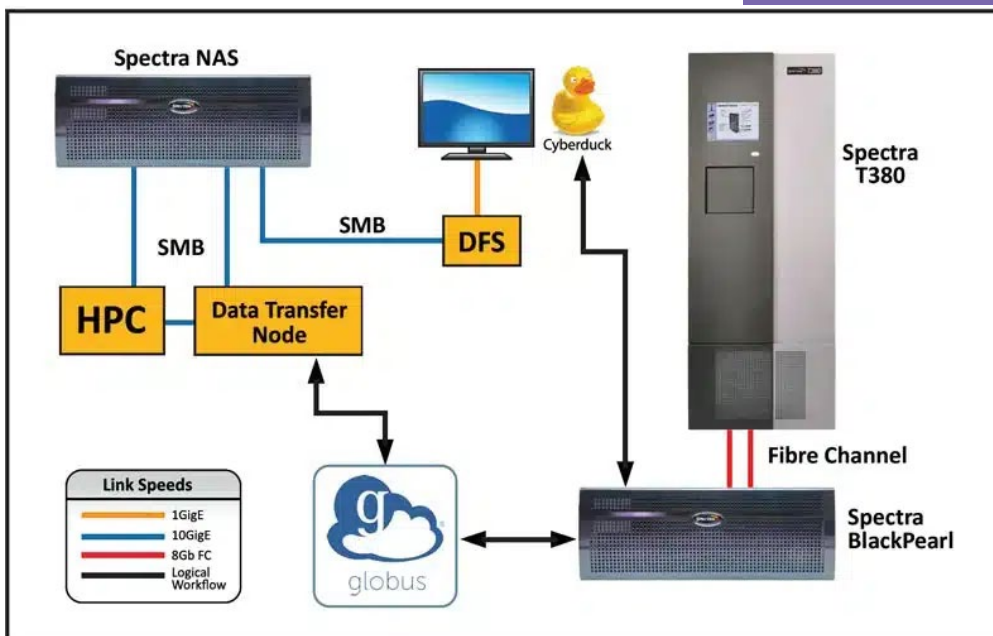 Spectra NAS
Cyberduck
Spectra
T380
SMB
SMB
DFS
HPC
Data Transfer
Node
Fibre Channel
Link Speeds
1GigE
10GigE
8Gb FC
Logical
Workflow
g
globus
Spectra
BlackPearl